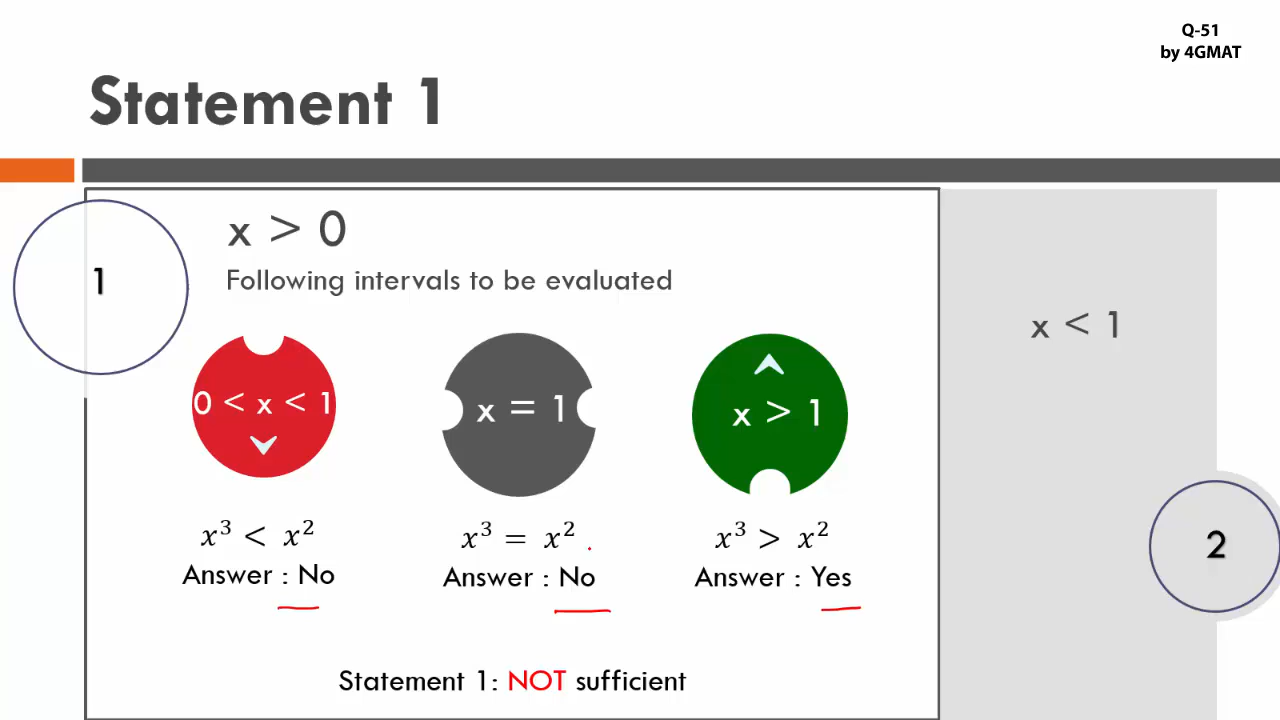 Q-51
by 4GMAT
Statement 1
1
x > 0
Following intervals to be evaluated
0 < x < 1
x = 1
x > 1
x³ < x²
x³ = x²
x³ > x²
Answer : No
Answer : No
Answer : Yes
Statement 1: NOT sufficient
x < 1
2